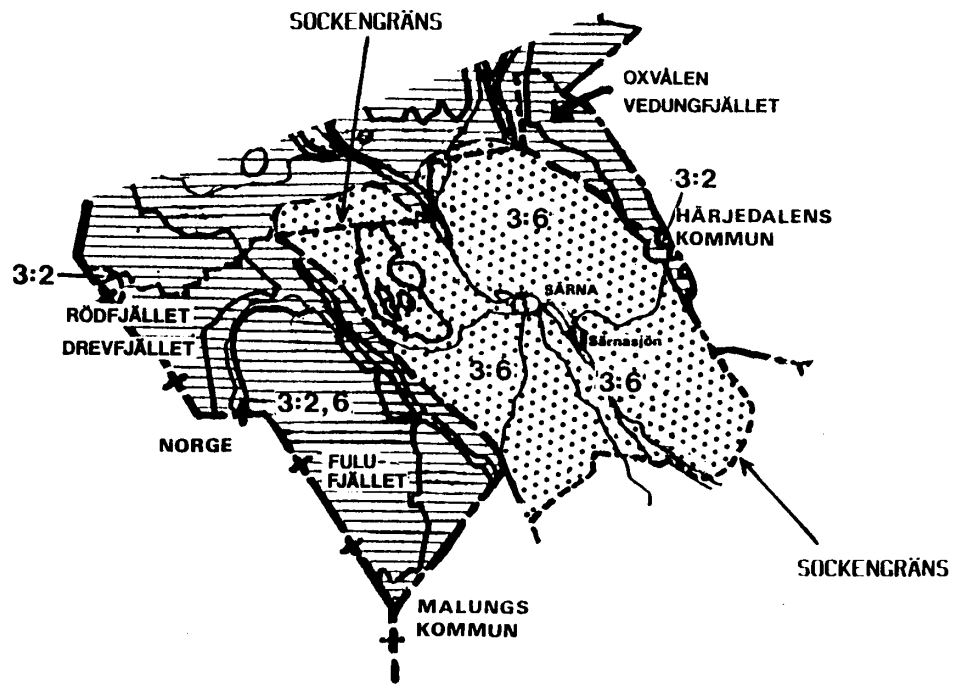 SOCKENGRÄNS
OXVÅLEN
VEDUNGFJÄLLET
3:2
HÄRJEDALENS
KOMMUN
3:6
3:2
RÖDFJÄLLET
DREVFJÄLLET
SÄRNA
Särnasjön
3:6
3:6
3:2,6
NORGE
FULU-
FJÄLLET
SOCKENGRÄNS
MALUNGS
KOMMUN